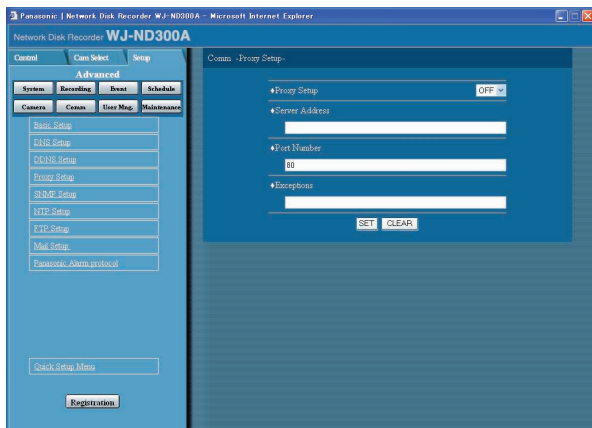 Panasonic | Network Disk Recorder WJ-ND300A - Microsoft Internet Explorer
Network Disk Recorder WJ-ND300A
Control Cam Select Setup
Advanced
System Recording Event Schedule
Camera Comm User Mng. Maintenance
Basic Setup
DNS Setup
DDNS Setup
Proxy Setup
SNMP Setup
NTP Setup
FTP Setup
Mail Setup
Panasonic Alarm protocol
Quick Setup Menu
Registration
Comm -Proxy Setup-
♦Proxy Setup OFF
♦Server Address
♦Port Number
80
♦Exceptions
SET CLEAR